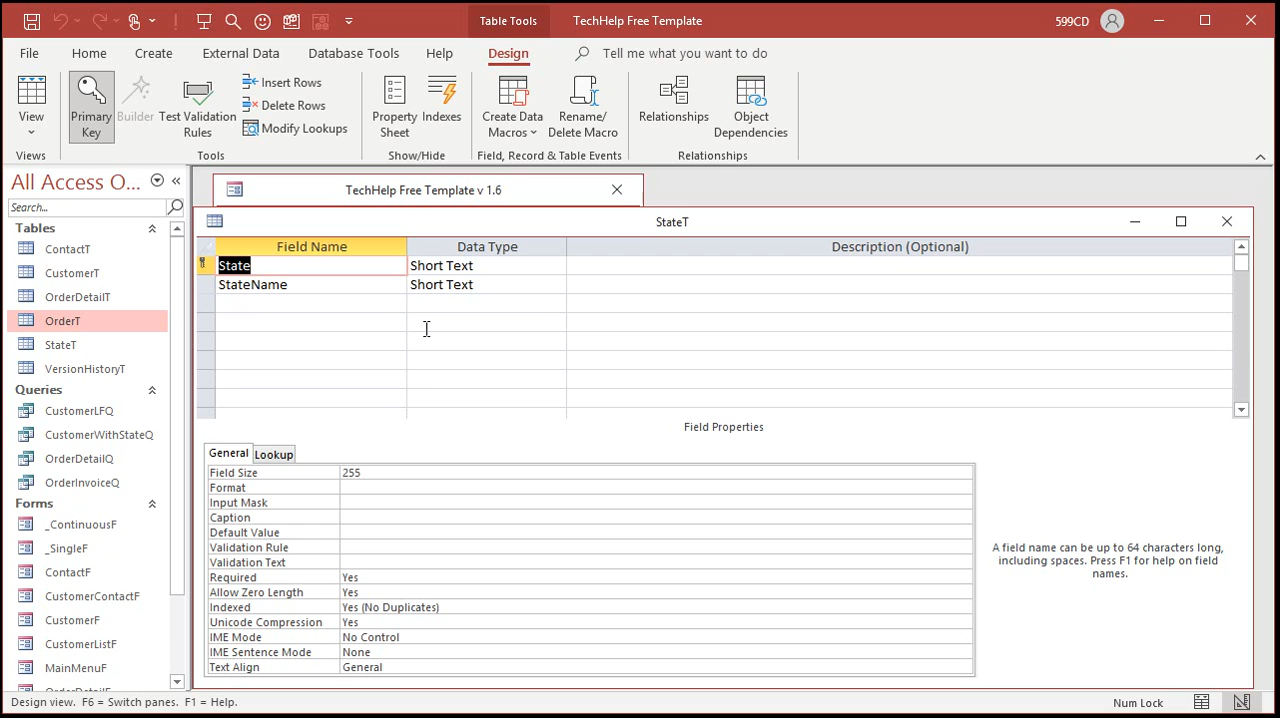 Table Tools
TechHelp Free Template
599CD
File
Home
Create
External Data
Database Tools
Help
Design
Tell me what you want to do
View
Primary Key
Builder
Test Validation Rules
Insert Rows
Delete Rows
Modify Lookups
Property Sheet
Indexes
Create Data Macros
Rename/ Delete Macro
Relationships
Object Dependencies
Views
Tools
Show/Hide
Field, Record & Table Events
Relationships
All Access O...
Search...
Tables
ContactT
CustomerT
OrderDetailT
OrderT
StateT
VersionHistoryT
Queries
CustomerLFQ
CustomerWithStateQ
OrderDetailQ
OrderInvoiceQ
Forms
_ContinuousF
_SingleF
ContactF
CustomerContactF
CustomerF
CustomerListF
MainMenuF
OrderDetailF
TechHelp Free Template v 1.6
StateT
Field Name Data Type Description (Optional)
State Short Text
StateName Short Text
Field Properties
General Lookup
Field Size 255
Format
Input Mask
Caption
Default Value
Validation Rule
Validation Text
Required Yes
Allow Zero Length Yes
Indexed Yes (No Duplicates)
Unicode Compression Yes
IME Mode No Control
IME Sentence Mode None
Text Align General
A field name can be up to 64 characters long,
including spaces. Press F1 for help on field
names.
Design view. F6 = Switch panes. F1 = Help.
Num Lock